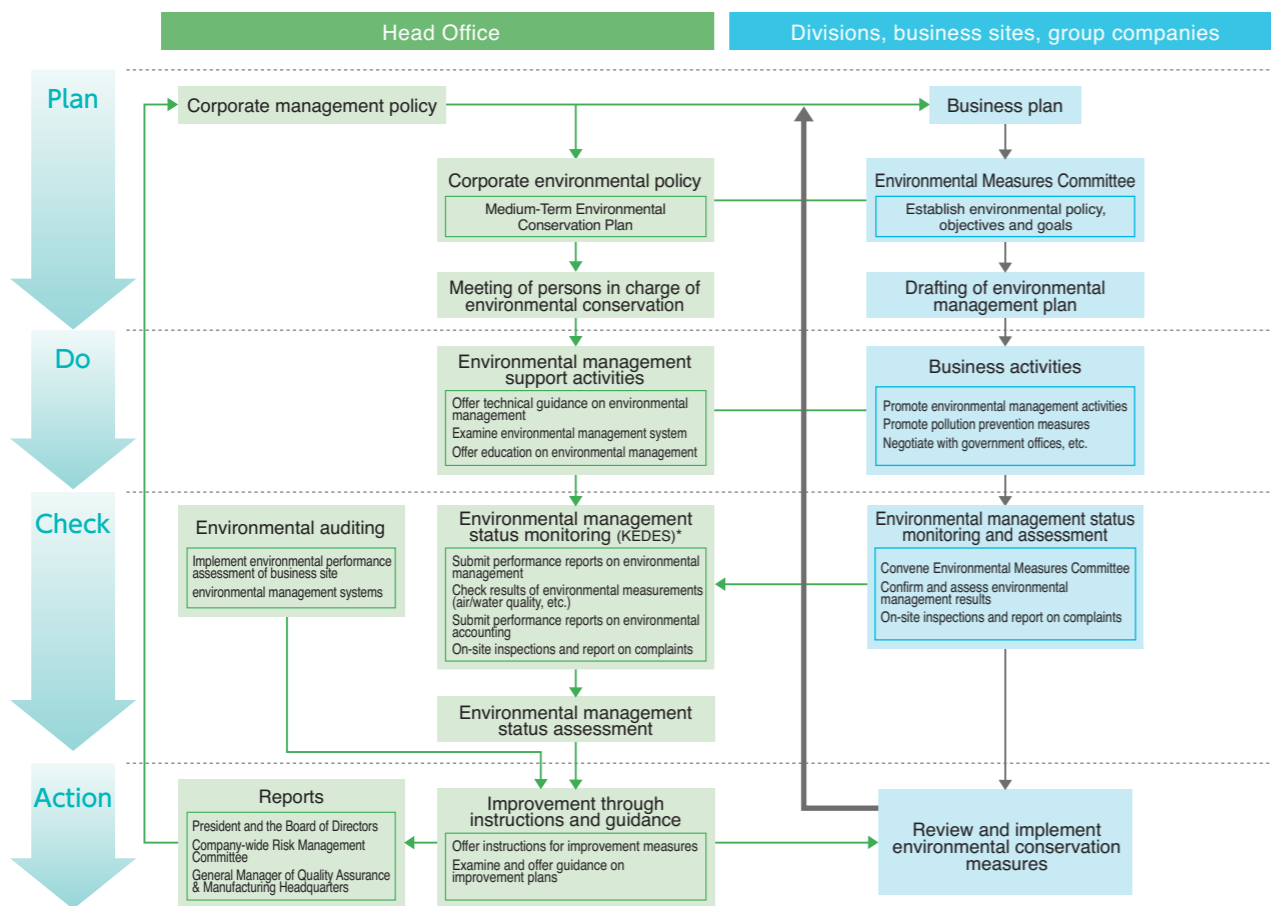 Head Office
Divisions, business sites, group companies
Plan
Corporate management policy
Business plan
Corporate environmental policy
Medium-Term Environmental
Conservation Plan
Environmental Measures Committee
Establish environmental policy,
objectives and goals
Meeting of persons in charge of
environmental conservation
Drafting of environmental
management plan
Do
Environmental management
support activities
Offer technical guidance on environmental
management
Examine environmental management system
Offer education on environmental management
Business activities
Promote environmental management activities
Promote pollution prevention measures
Negotiate with government offices, etc.
Check
Environmental auditing
Implement environmental performance
assessment of business site
environmental management systems
Environmental management
status monitoring (KEDES)*
Submit performance reports on environmental
management
Check results of environmental measurements
(air/water quality, etc.)
Submit performance reports on environmental
accounting
On-site inspections and report on complaints
Environmental management status
monitoring and assessment
Convene Environmental Measures Committee
Confirm and assess environmental
management results
On-site inspections and report on complaints
Environmental management
status assessment
Action
Reports
President and the Board of Directors
Company-wide Risk Management
Committee
General Manager of Quality Assurance
& Manufacturing Headquarters
Improvement through
instructions and guidance
Offer instructions for improvement measures
Examine and offer guidance on
improvement plans
Review and implement
environmental conservation
measures